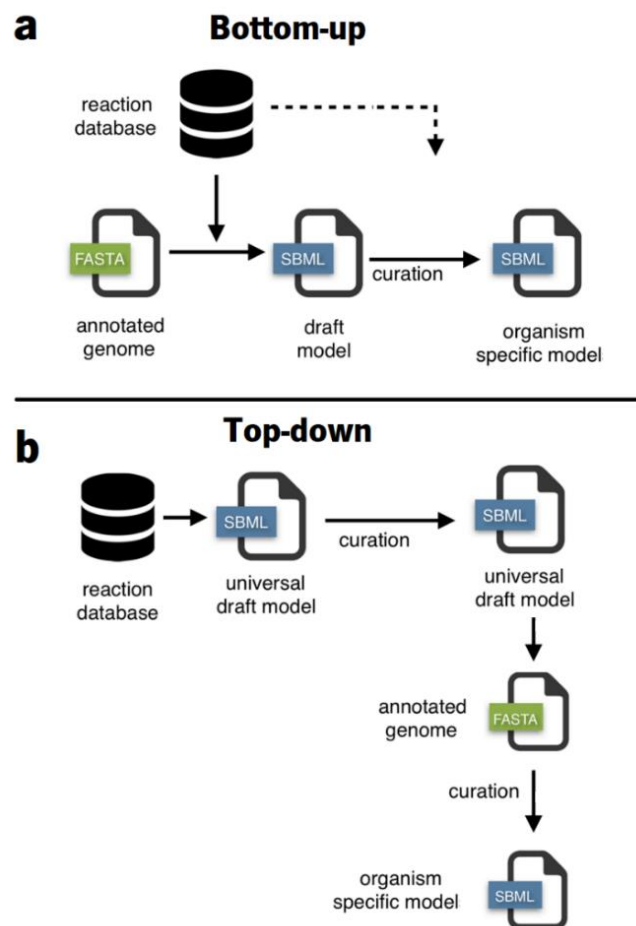 a
Bottom-up
reaction
database
FASTA
SBML
SBML
curation
annotated
genome
draft
model
organism
specific model
b
Top-down
SBML
SBML
curation
reaction
database
universal
draft model
universal
draft model
annotated
genome
FASTA
curation
organism
specific model
SBML